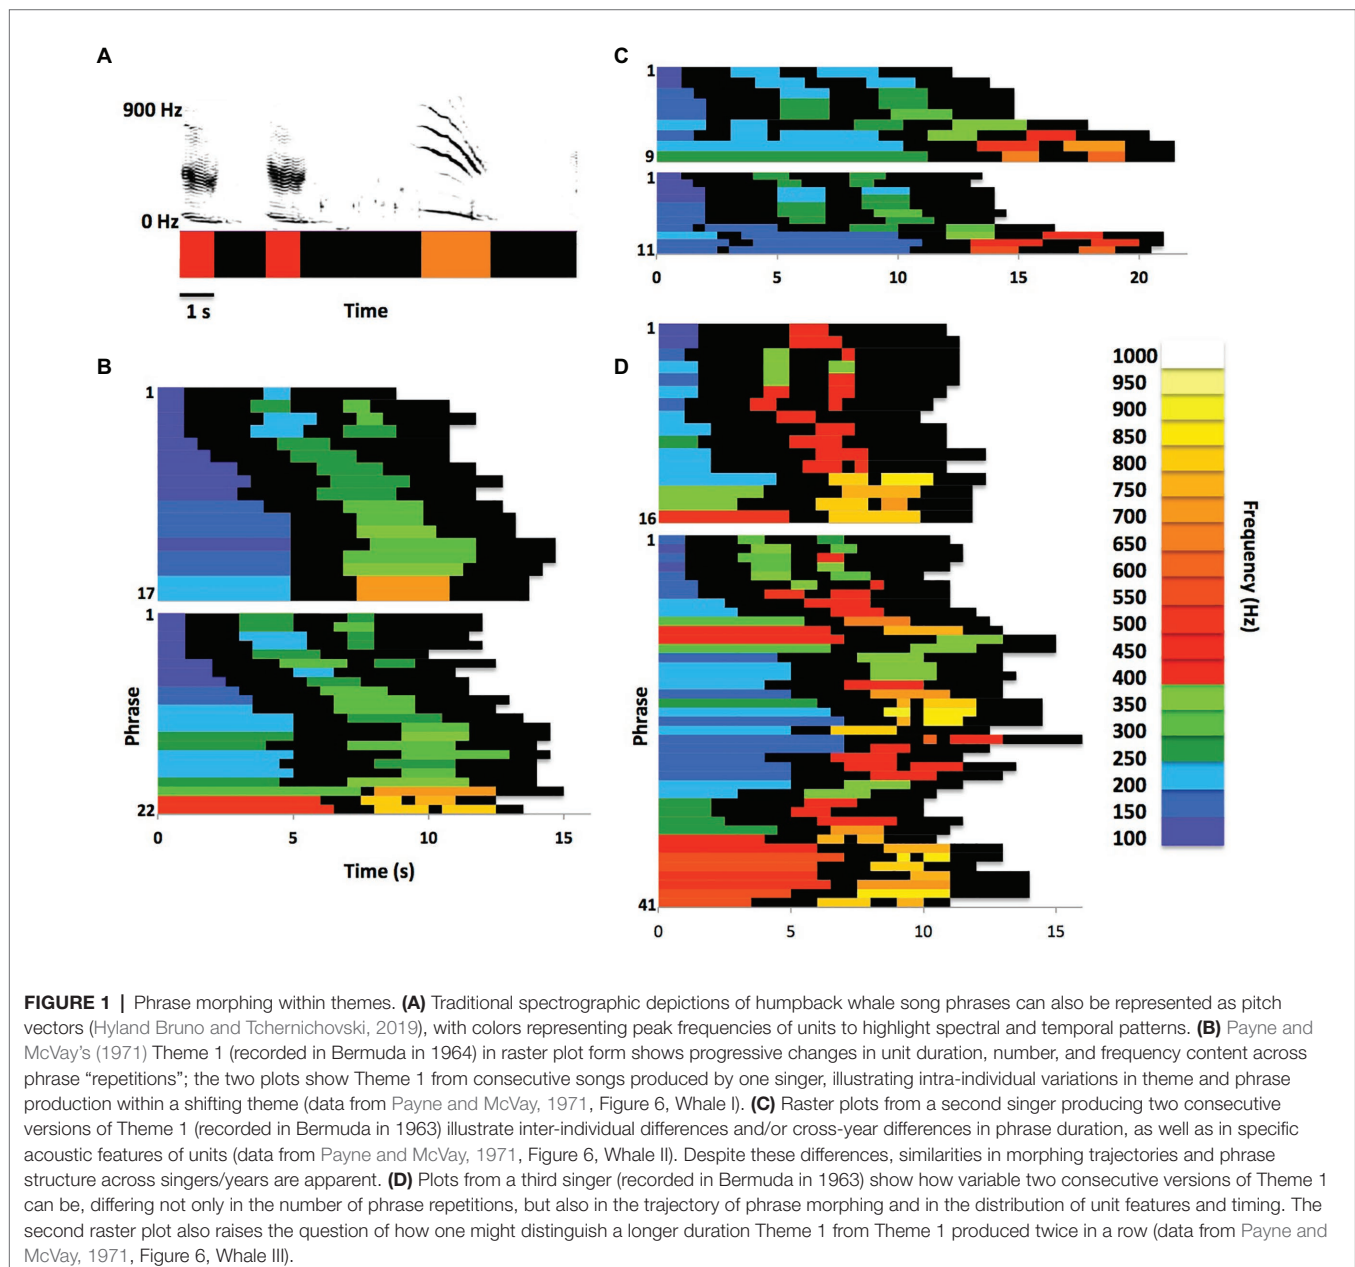 A
900 Hz
0 Hz
1 s
Time
B
1
17
1
Phrase
22
0
5
10
15
Time (s)
C
1
9
1
11
0
5
10
15
20
D
1
16
1
Phrase
41
0
5
10
15
1000
950
900
850
800
750
700
650
600
550
500
450
400
350
300
250
200
150
100
Frequency (Hz)
FIGURE 1 | Phrase morphing within themes. (A) Traditional spectrographic depictions of humpback whale song phrases can also be represented as pitch
vectors (Hyland Bruno and Tchernichovski, 2019), with colors representing peak frequencies of units to highlight spectral and temporal patterns. (B) Payne and
McVay's (1971) Theme 1 (recorded in Bermuda in 1964) in raster plot form shows progressive changes in unit duration, number, and frequency content across
phrase “repetitions”; the two plots show Theme 1 from consecutive songs produced by one singer, illustrating intra-individual variations in theme and phrase
production within a shifting theme (data from Payne and McVay, 1971, Figure 6, Whale I). (C) Raster plots from a second singer producing two consecutive
versions of Theme 1 (recorded in Bermuda in 1963) illustrate inter-individual differences and/or cross-year differences in phrase duration, as well as in specific
acoustic features of units (data from Payne and McVay, 1971, Figure 6, Whale II). Despite these differences, similarities in morphing trajectories and phrase
structure across singers/years are apparent. (D) Plots from a third singer (recorded in Bermuda in 1963) show how variable two consecutive versions of Theme 1
can be, differing not only in the number of phrase repetitions, but also in the trajectory of phrase morphing and in the distribution of unit features and timing. The
second raster plot also raises the question of how one might distinguish a longer duration Theme 1 from Theme 1 produced twice in a row (data from Payne and
McVay, 1971, Figure 6, Whale III).